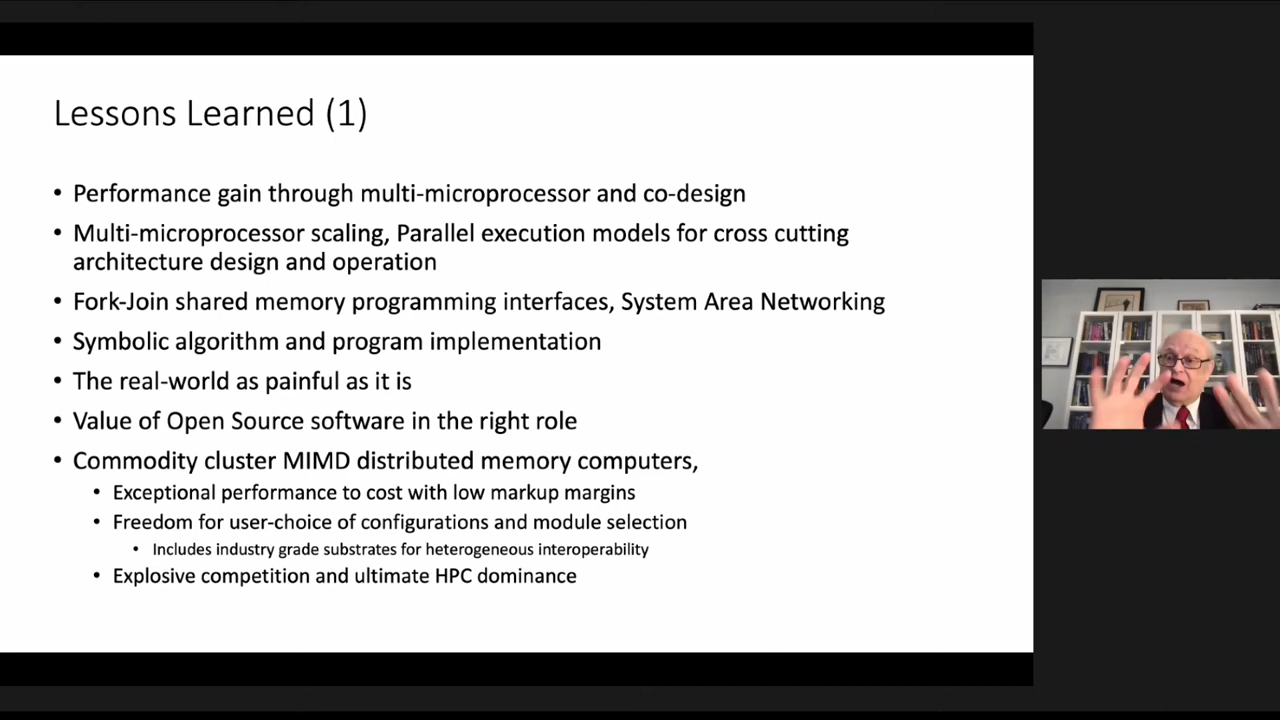 Lessons Learned (1)
• Performance gain through multi-microprocessor and co-design
• Multi-microprocessor scaling, Parallel execution models for cross cutting
architecture design and operation
• Fork-Join shared memory programming interfaces, System Area Networking
• Symbolic algorithm and program implementation
• The real-world as painful as it is
• Value of Open Source software in the right role
• Commodity cluster MIMD distributed memory computers,
• Exceptional performance to cost with low markup margins
• Freedom for user-choice of configurations and module selection
• Includes industry grade substrates for heterogeneous interoperability
• Explosive competition and ultimate HPC dominance